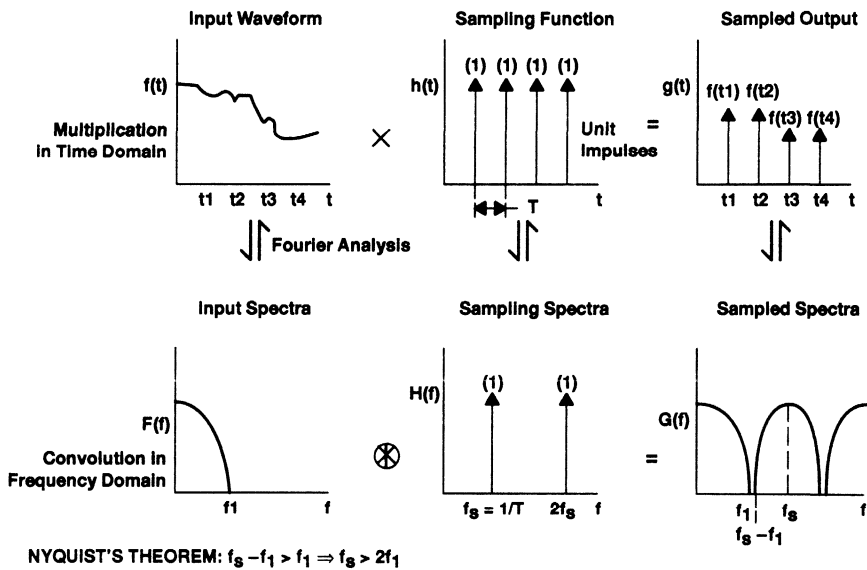 Input Waveform
Sampling Function
Sampled Output
f(t)
Multiplication
in Time Domain
t1 t2 t3 t4 t
×
h(t)
(1) (1) (1) (1)
Unit
Impulses
T
t
=
g(t)
f(t1) f(t2)
f(t3) f(t4)
t1 t2 t3 t4 t
Fourier Analysis
Input Spectra
Sampling Spectra
Sampled Spectra
F(f)
Convolution in
Frequency Domain
f1 f
H(f)
(1) (1)
fs = 1/T 2fs f
=
G(f)
f1 fs f
fs – f1
NYQUIST'S THEOREM: fs – f1 > f1 ⇒ fs > 2f1